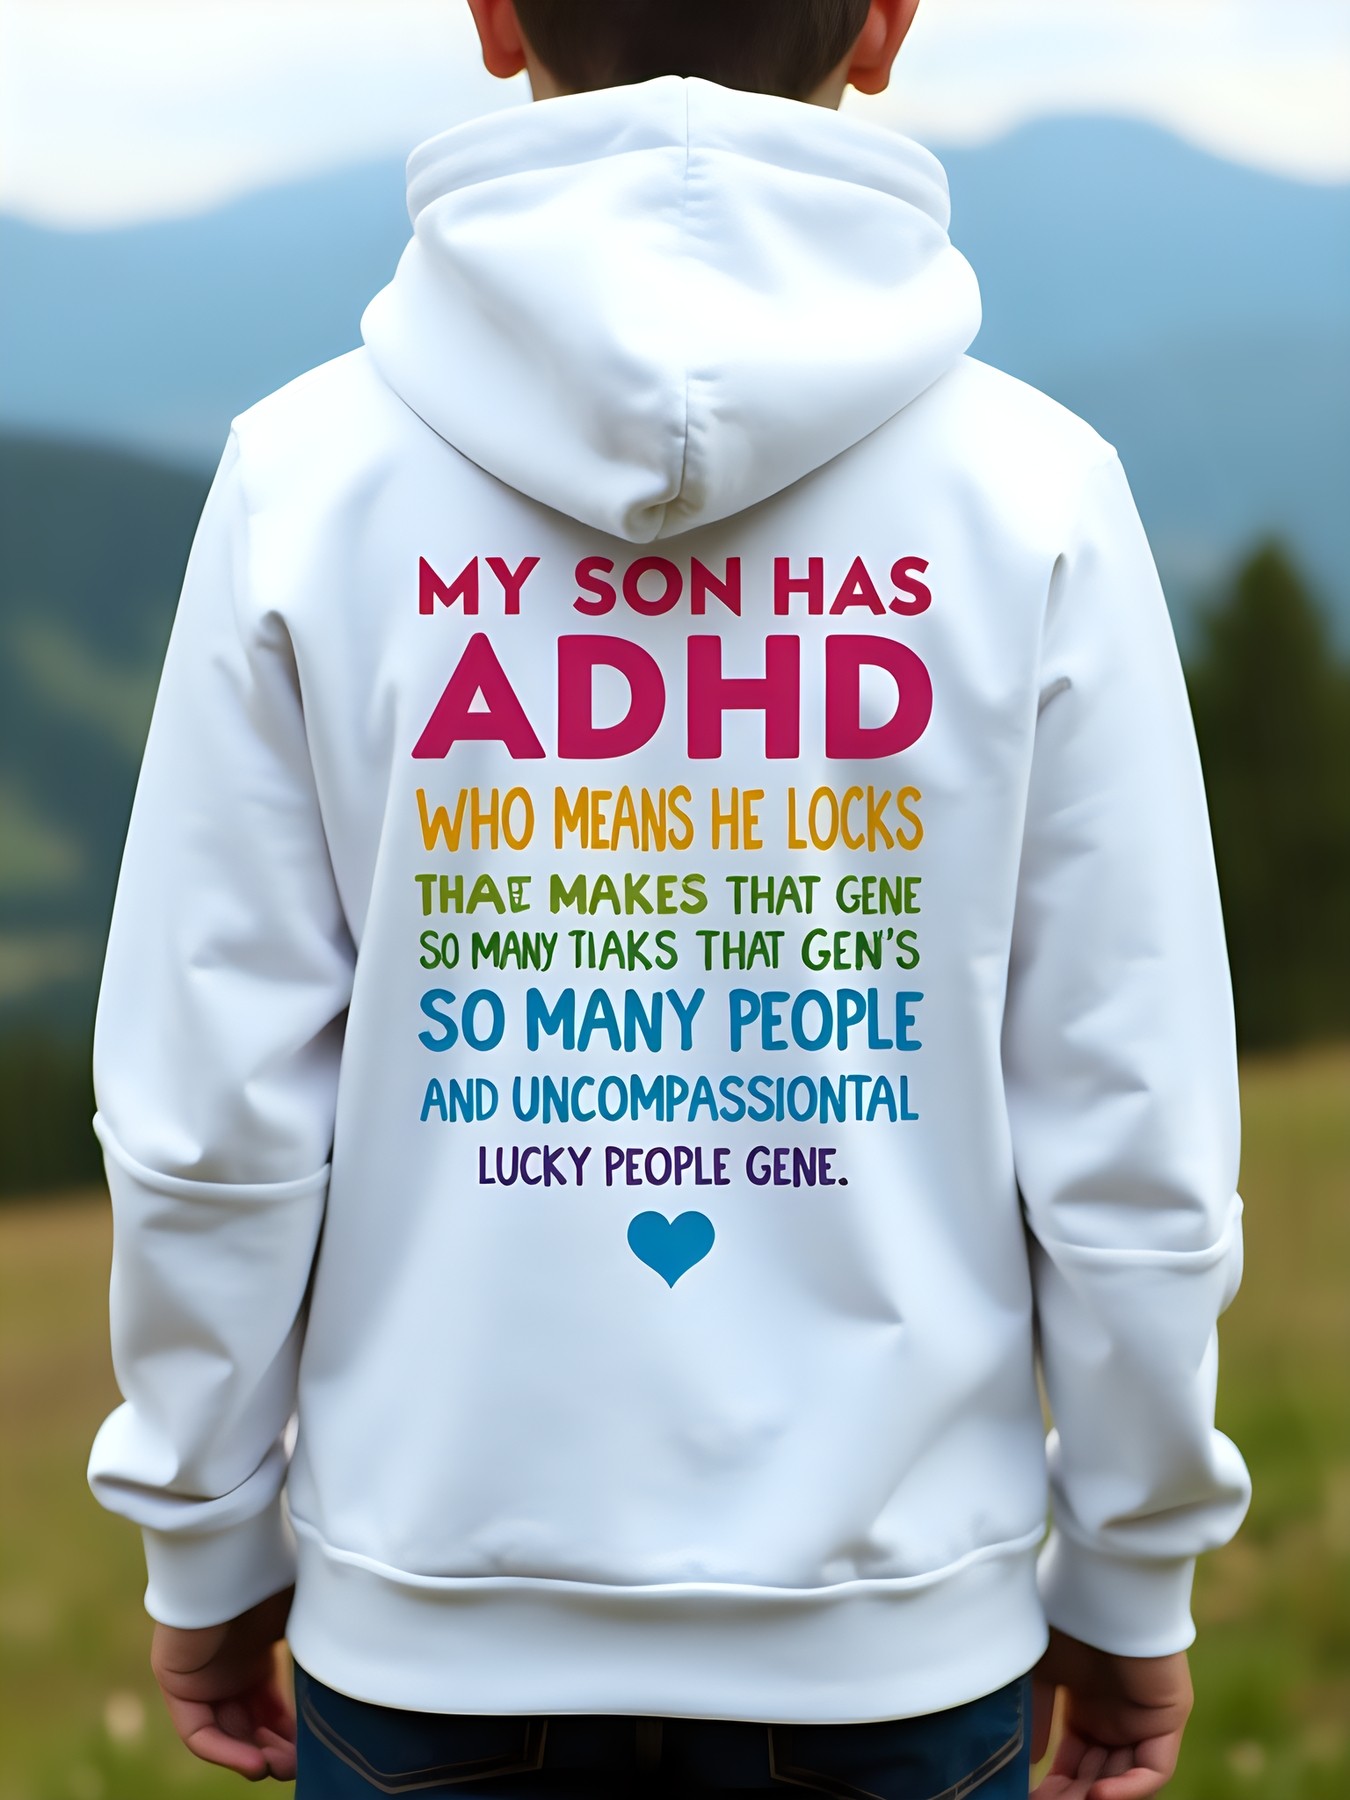 MY SON HAS
ADHD
WHO MEANS HE LOCKS
MAKES THAT GENE
SO MANY TIAKS THAT GEN'S
SO MANY PEOPLE
AND UNCOMPASSIONTAL
LUCKY PEOPLE GENE.